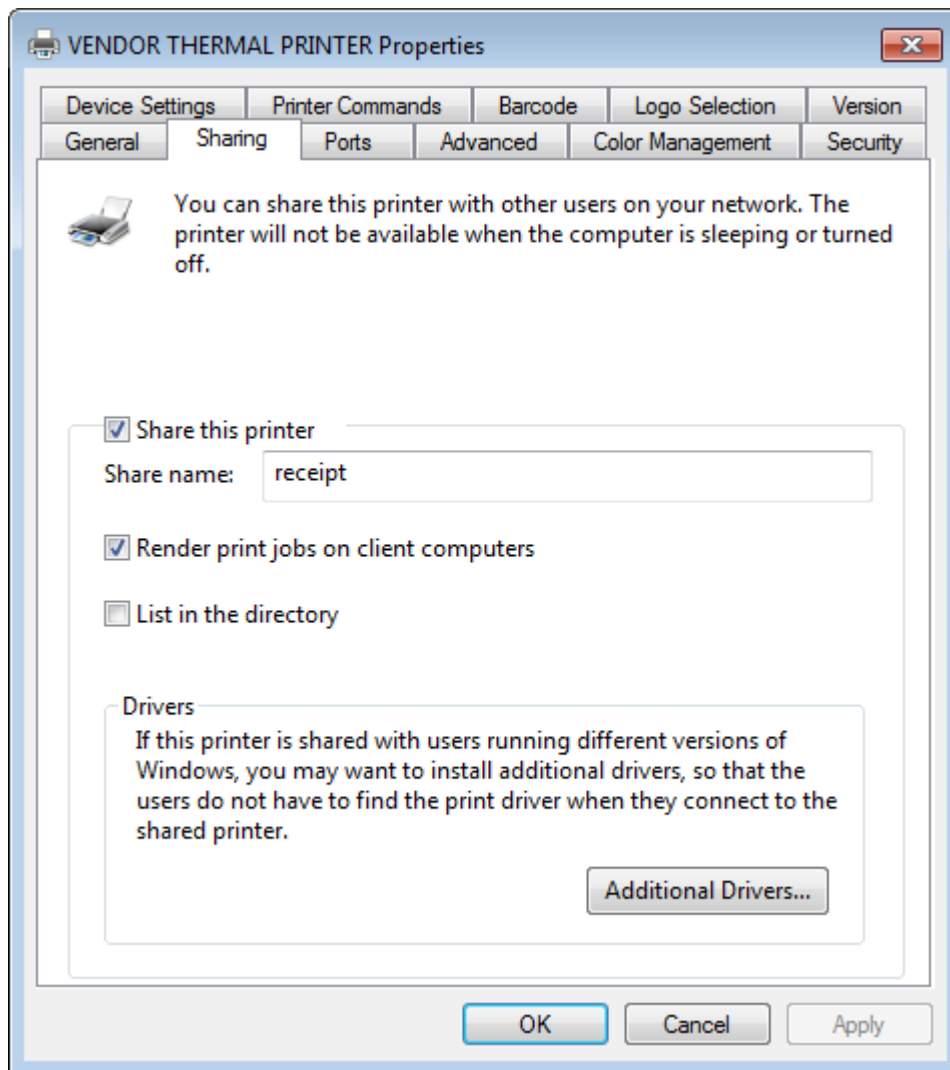 VENDOR THERMAL PRINTER Properties
Device Settings Printer Commands Barcode Logo Selection Version
General Sharing Ports Advanced Color Management Security
You can share this printer with other users on your network. The
printer will not be available when the computer is sleeping or turned
off.
Share this printer
Share name: receipt
Render print jobs on client computers
List in the directory
Drivers
If this printer is shared with users running different versions of
Windows, you may want to install additional drivers, so that the
users do not have to find the print driver when they connect to the
shared printer.
Additional Drivers...
OK Cancel Apply